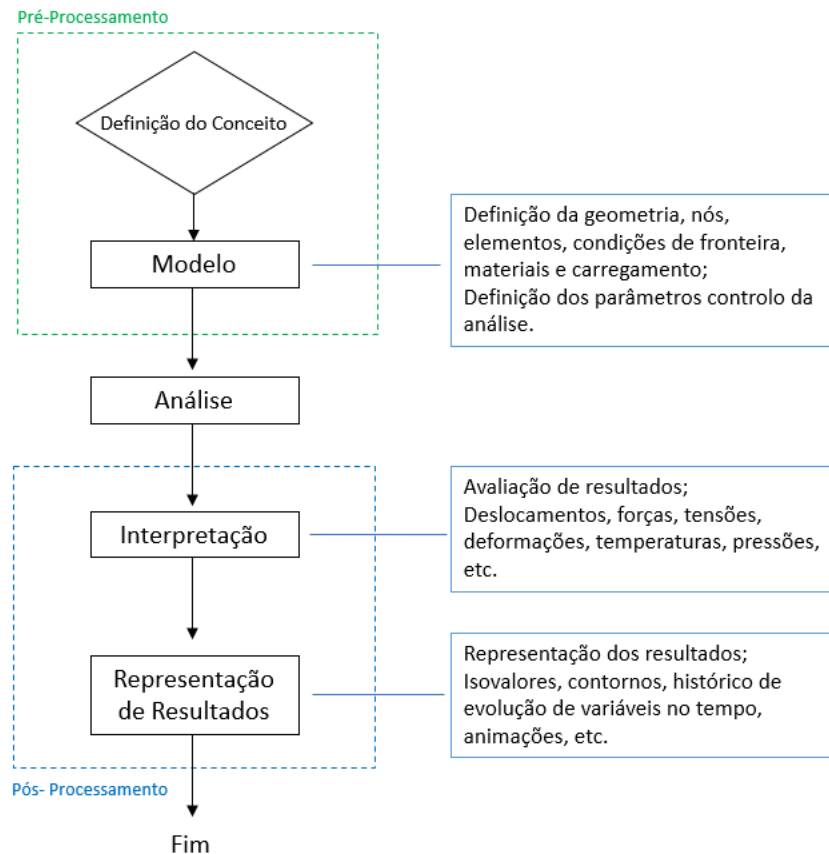 Pré-Processamento
Definição do Conceito
Modelo
Definição da geometria, nós,
elementos, condições de fronteira,
materiais e carregamento;
Definição dos parâmetros controlo da
análise.
Análise
Interpretação
Avaliação de resultados;
Deslocamentos, forças, tensões,
deformações, temperaturas, pressões,
etc.
Representação
de Resultados
Representação dos resultados;
Isovalores, contornos, histórico de
evolução de variáveis no tempo,
animações, etc.
Pós- Processamento
Fim